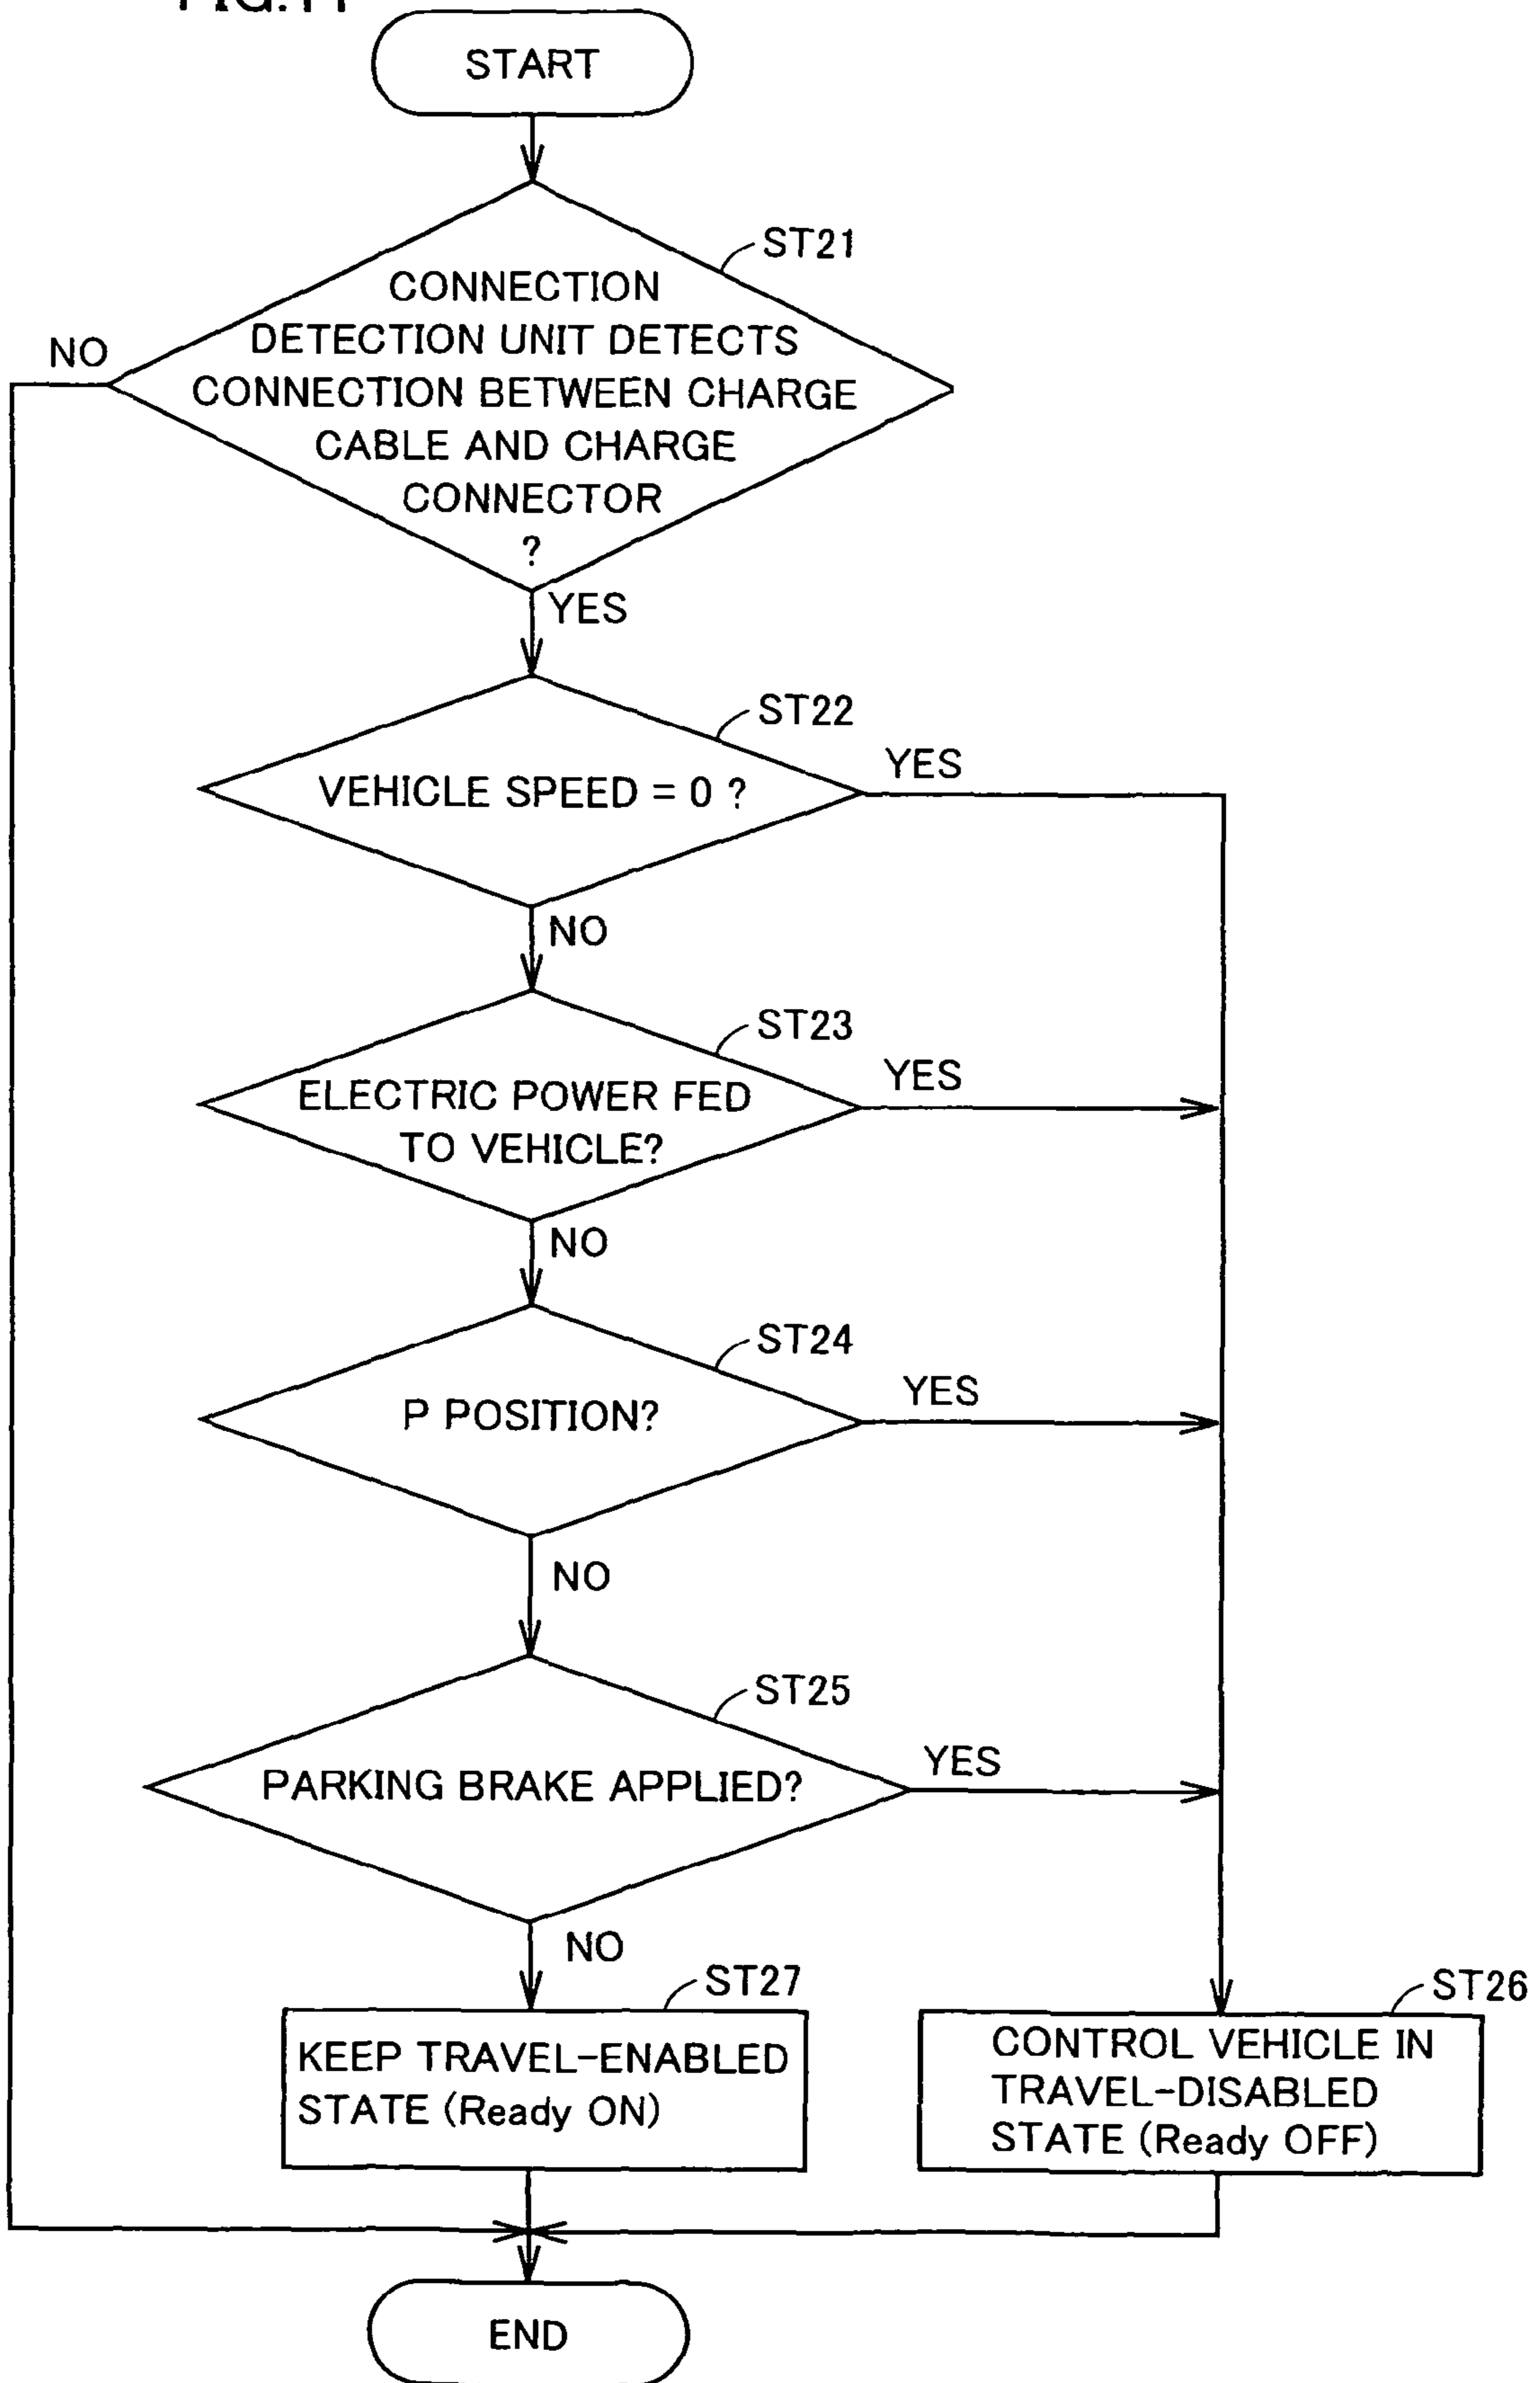 START
ST21
CONNECTION
DETECTION UNIT DETECTS
CONNECTION BETWEEN CHARGE
CABLE AND CHARGE
CONNECTOR
?
NO
YES
ST22
VEHICLE SPEED = 0 ?
YES
NO
ST23
ELECTRIC POWER FED
TO VEHICLE?
YES
NO
ST24
P POSITION?
YES
NO
ST25
PARKING BRAKE APPLIED?
YES
NO
ST27
KEEP TRAVEL-ENABLED
STATE (Ready ON)
ST26
CONTROL VEHICLE IN
TRAVEL-DISABLED
STATE (Ready OFF)
END